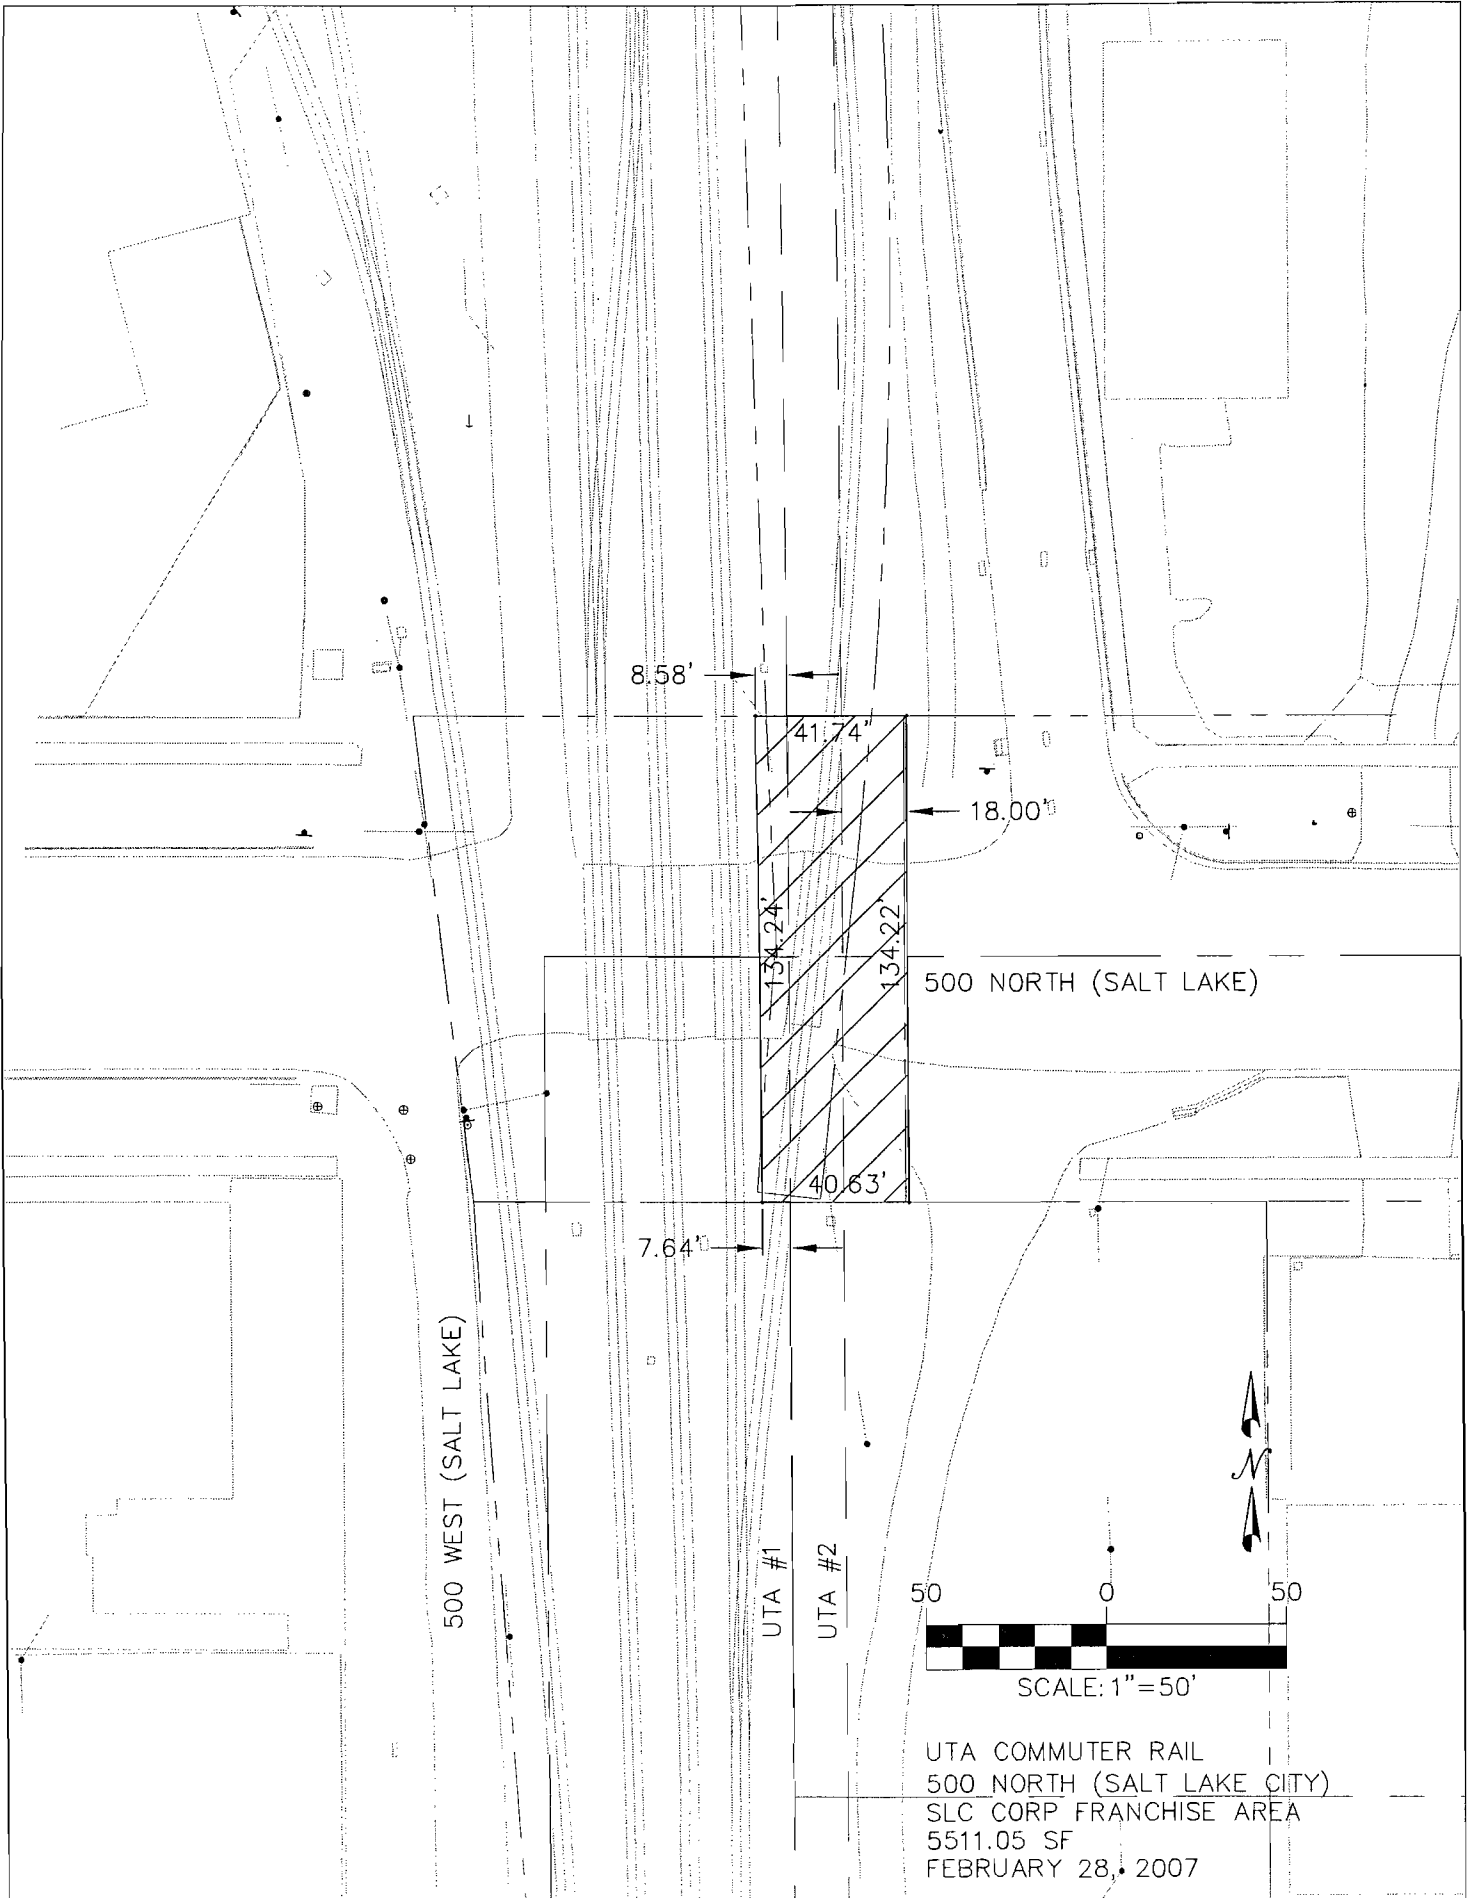 8.58'
41.74'
18.00'
134.24'
134.22'
500 NORTH (SALT LAKE)
40.63'
7.64'
500 WEST (SALT LAKE)
UTA #1
UTA #2
N
50 0 50
SCALE: 1"=50'
UTA COMMUTER RAIL
500 NORTH (SALT LAKE CITY)
SLC CORP FRANCHISE AREA
5511.05 SF
FEBRUARY 28, 2007